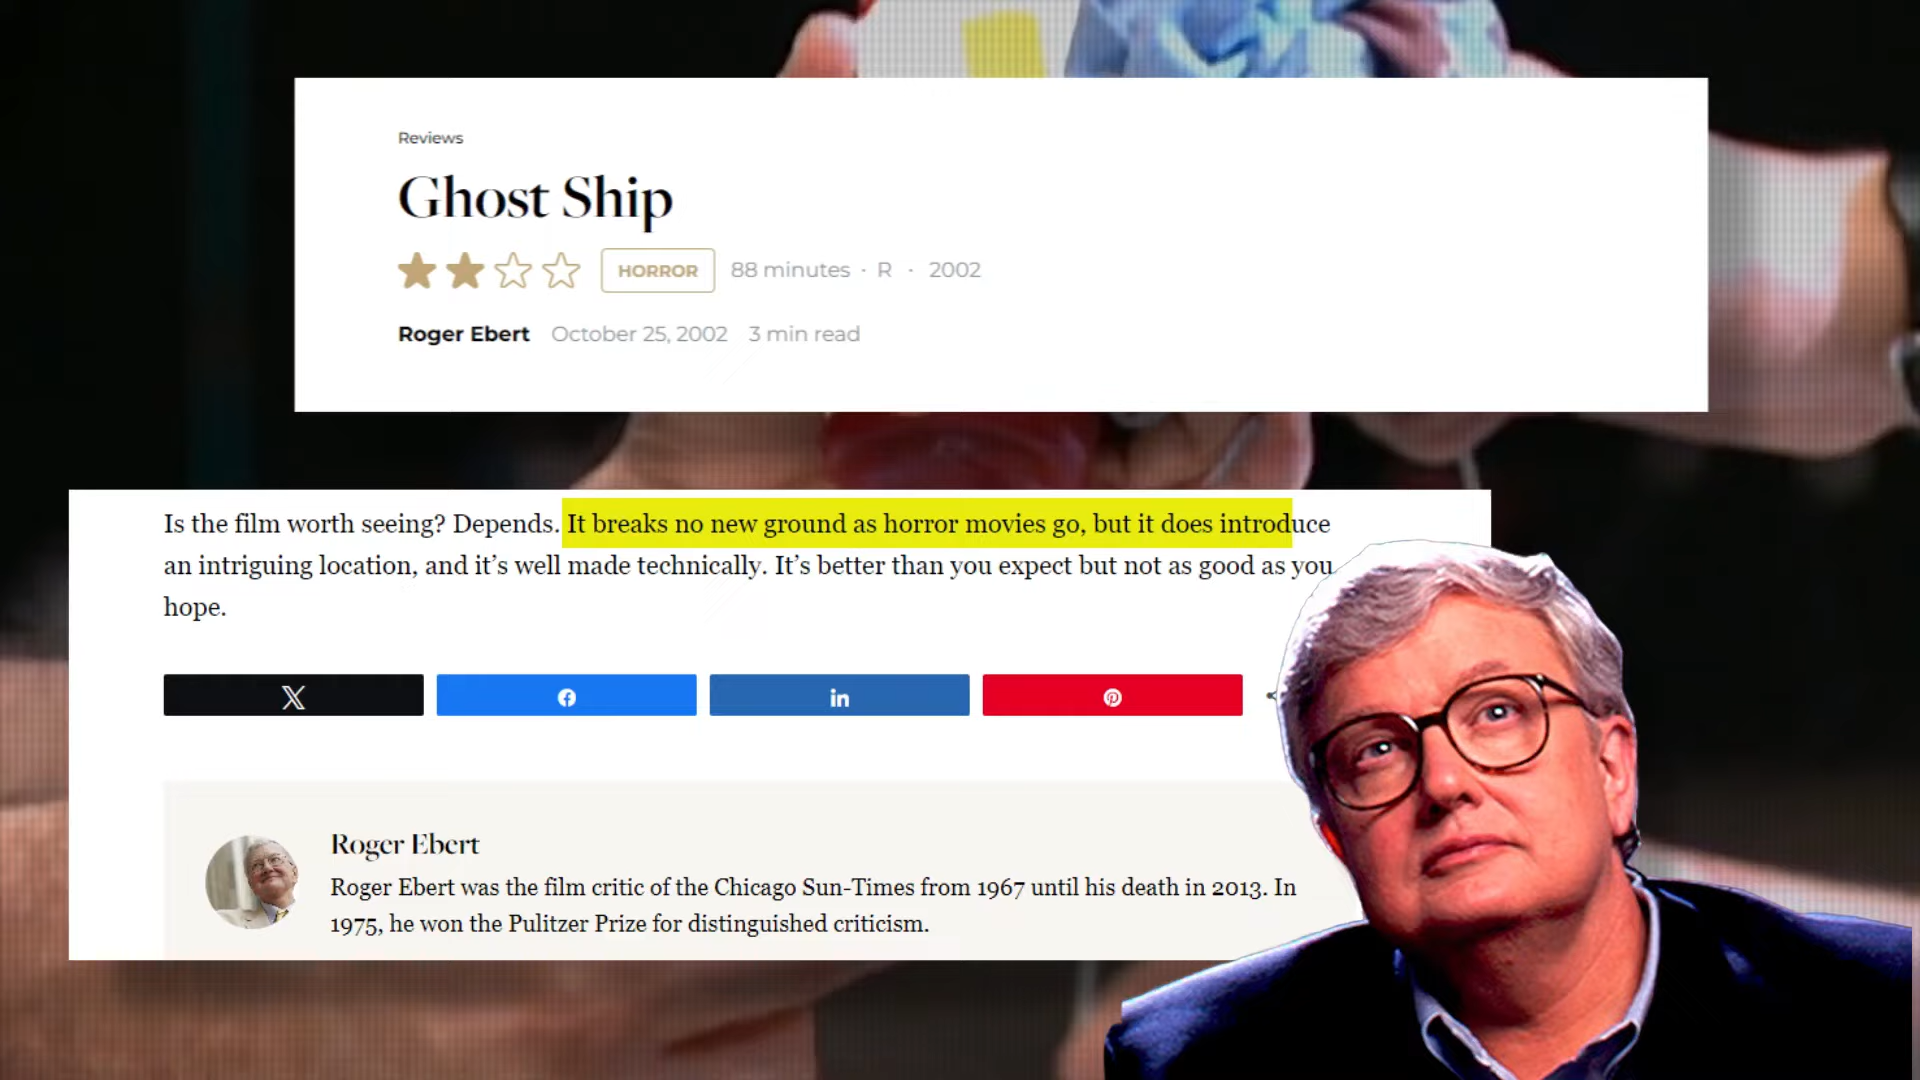 Reviews
Ghost Ship
HORROR 88 minutes · R · 2002
Roger Ebert October 25, 2002 3 min read
Is the film worth seeing? Depends. It breaks no new ground as horror movies go, but it does introduce
an intriguing location, and it’s well made technically. It’s better than you expect but not as good as you
hope.
Roger Ebert
Roger Ebert was the film critic of the Chicago Sun-Times from 1967 until his death in 2013. In
1975, he won the Pulitzer Prize for distinguished criticism.